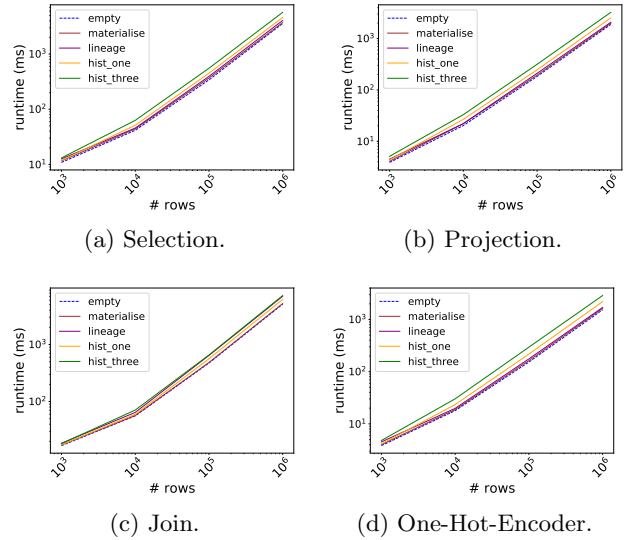 empty
materialise
lineage
hist_one
hist_three
10^3
10^2
10^1
runtime (ms)
10^3
10^4
10^5
10^6
# rows
(a) Selection.
empty
materialise
lineage
hist_one
hist_three
10^3
10^2
10^1
runtime (ms)
10^3
10^4
10^5
10^6
# rows
(b) Projection.
empty
materialise
lineage
hist_one
hist_three
10^3
10^2
runtime (ms)
10^3
10^4
10^5
10^6
# rows
(c) Join.
empty
materialise
lineage
hist_one
hist_three
10^3
10^2
10^1
runtime (ms)
10^3
10^4
10^5
10^6
# rows
(d) One-Hot-Encoder.